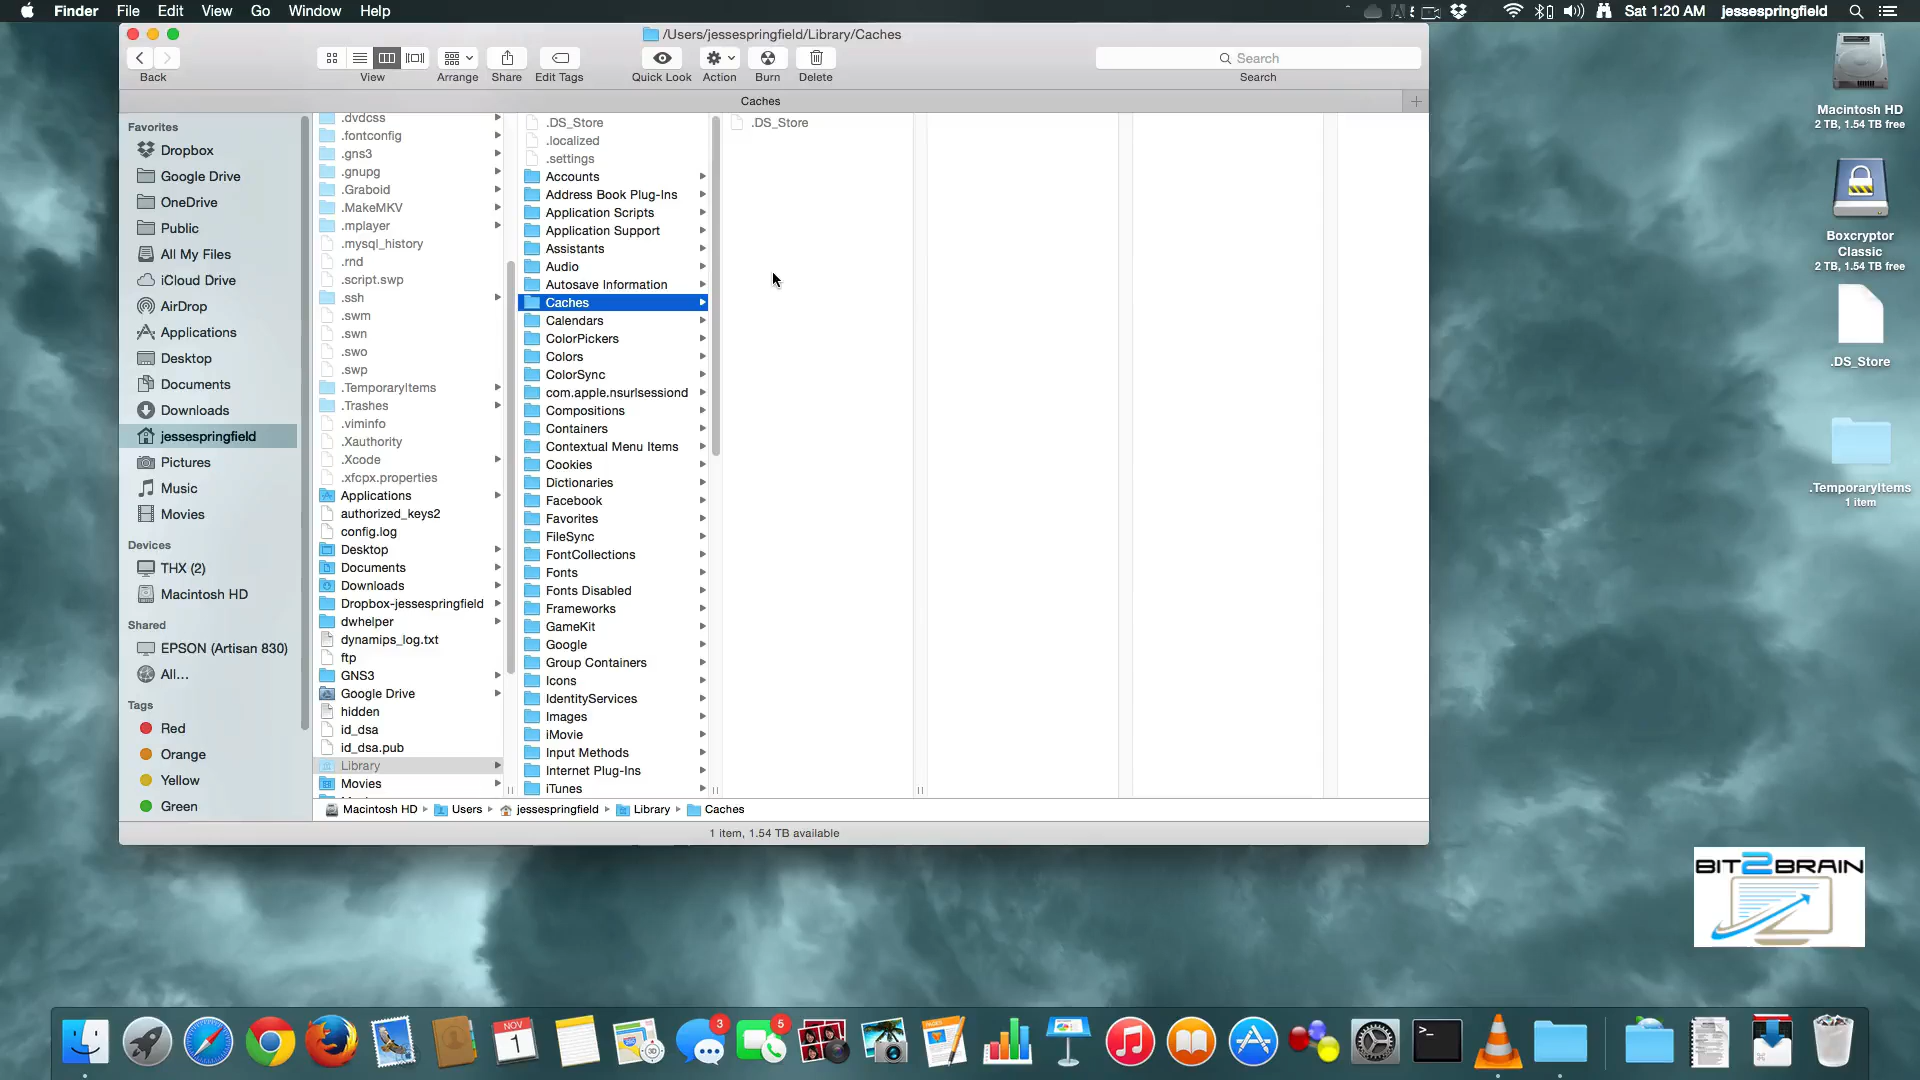 Finder File Edit View Go Window Help
Sat 1:20 AM jessespringfield
/Users/jessespringfield/Library/Caches
Back View Arrange Share Edit Tags Quick Look Action Burn Delete Search
Search
Caches
Favorites
Dropbox
Google Drive
OneDrive
Public
All My Files
iCloud Drive
AirDrop
Applications
Desktop
Documents
Downloads
jessespringfield
Pictures
Music
Movies
Devices
THX (2)
Macintosh HD
Shared
EPSON (Artisan 830)
All...
Tags
Red
Orange
Yellow
Green
.dvdcss
.fontconfig
.gns3
.gnupg
.Graboid
.MakeMKV
.mplayer
.mysql_history
.rnd
.script.swp
.ssh
.swm
.swn
.swo
.swp
.TemporaryItems
.Trashes
.viminfo
.Xauthority
.Xcode
.xfcpx.properties
Applications
authorized_keys2
config.log
Desktop
Documents
Downloads
Dropbox-jessespringfield
dwhelper
dynamips_log.txt
ftp
GNS3
Google Drive
hidden
id_dsa
id_dsa.pub
Library
Movies
.DS_Store
.localized
.settings
Accounts
Address Book Plug-Ins
Application Scripts
Application Support
Assistants
Audio
Autosave Information
Caches
Calendars
ColorPickers
Colors
ColorSync
com.apple.nsurlsessiond
Compositions
Containers
Contextual Menu Items
Cookies
Dictionaries
Facebook
Favorites
FileSync
FontCollections
Fonts
Fonts Disabled
Frameworks
GameKit
Google
Group Containers
Icons
IdentityServices
Images
iMovie
Input Methods
Internet Plug-Ins
iTunes
.DS_Store
Macintosh HD Users jessespringfield Library Caches
1 item, 1.54 TB available
Macintosh HD
2 TB, 1.54 TB free
Boxcryptor
Classic
2 TB, 1.54 TB free
.DS_Store
.TemporaryItems
1 item
BIT2BRAIN
NOV
1
3
5
PAGES